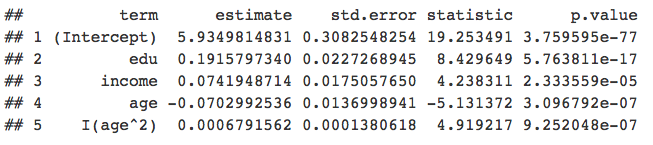 ##          term      estimate    std.error statistic      p.value
## 1 (Intercept)  5.9349814831 0.3082548254 19.253491 3.759595e-77
## 2         edu  0.1915797340 0.0227268945  8.429649 5.763811e-17
## 3      income  0.0741948714 0.0175057650  4.238311 2.333559e-05
## 4         age -0.0702992536 0.0136998941 -5.131372 3.096792e-07
## 5    I(age^2)  0.0006791562 0.0001380618  4.919217 9.252048e-07